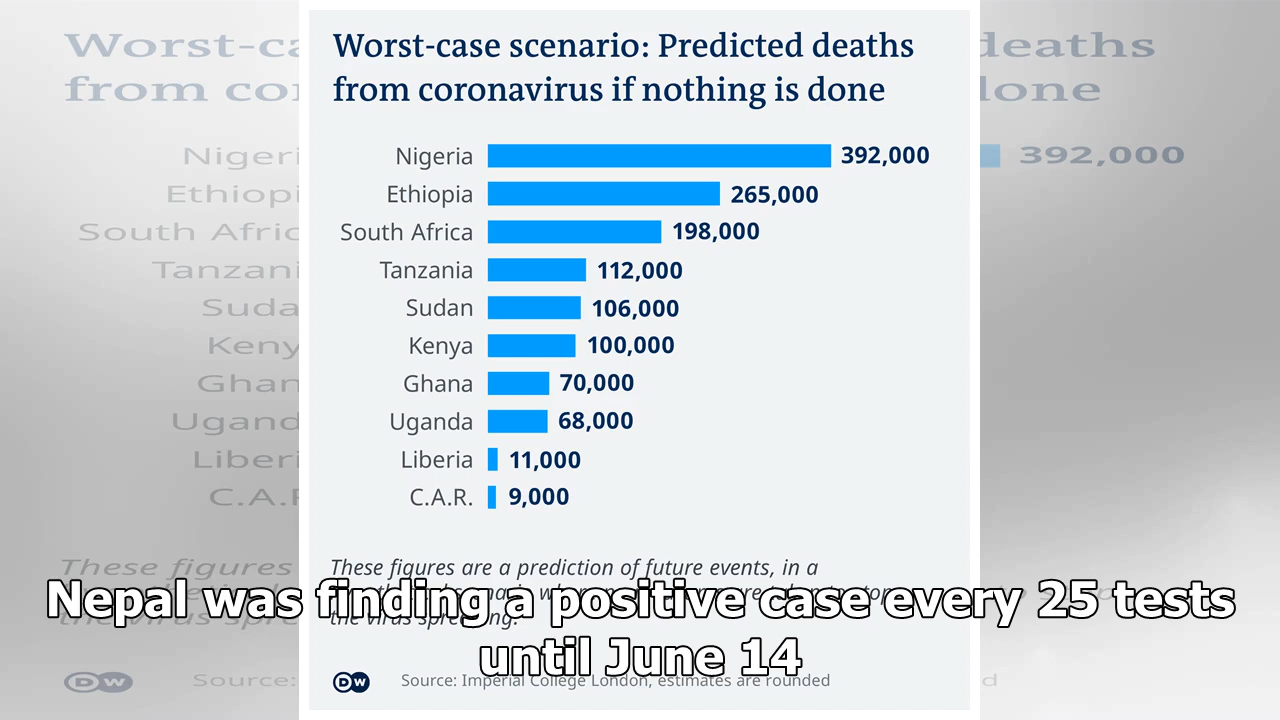 Worst-case scenario: Predicted deaths
from coronavirus if nothing is done
Nigeria 392,000
Ethiopia 265,000
South Africa 198,000
Tanzania 112,000
Sudan 106,000
Kenya 100,000
Ghana 70,000
Uganda 68,000
Liberia 11,000
C.A.R. 9,000
These figures are a prediction of future events, in a
the virus spreading.
Nepal was finding a positive case every 25 tests
until June 14
DW Source: Imperial College London, estimates are rounded